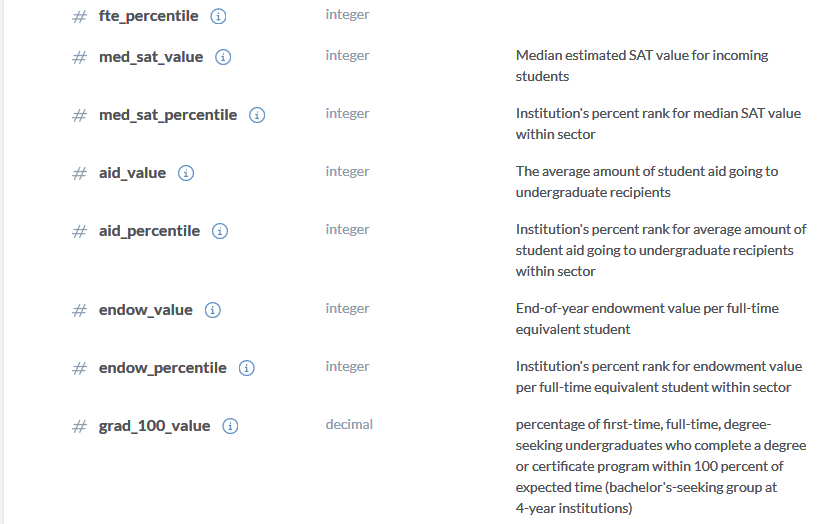 # fte_percentile i integer
# med_sat_value i integer Median estimated SAT value for incoming
students
# med_sat_percentile i integer Institution's percent rank for median SAT value
within sector
# aid_value i integer The average amount of student aid going to
undergraduate recipients
# aid_percentile i integer Institution's percent rank for average amount of
student aid going to undergraduate recipients
within sector
# endow_value i integer End-of-year endowment value per full-time
equivalent student
# endow_percentile i integer Institution's percent rank for endowment value
per full-time equivalent student within sector
# grad_100_value i decimal percentage of first-time, full-time, degree-
seeking undergraduates who complete a degree
or certificate program within 100 percent of
expected time (bachelor's-seeking group at
4-year institutions)